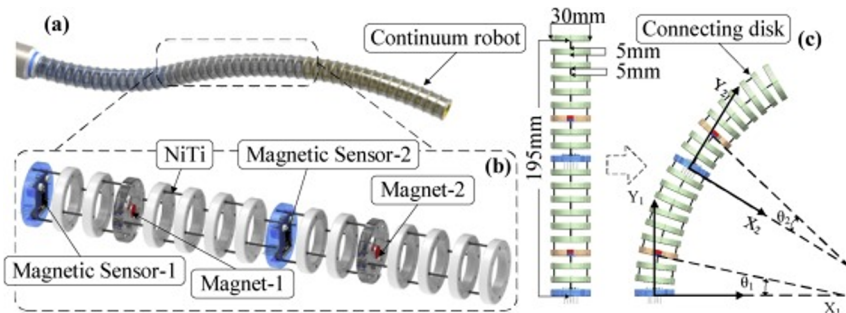 (a)
Continuum robot
NiTi
Magnetic Sensor-2
(b)
Magnet-2
Magnetic Sensor-1
Magnet-1
30mm
5mm
5mm
195mm
Connecting disk
(c)
Y₂
X₂
θ₂
Y₁
θ₁
X₁